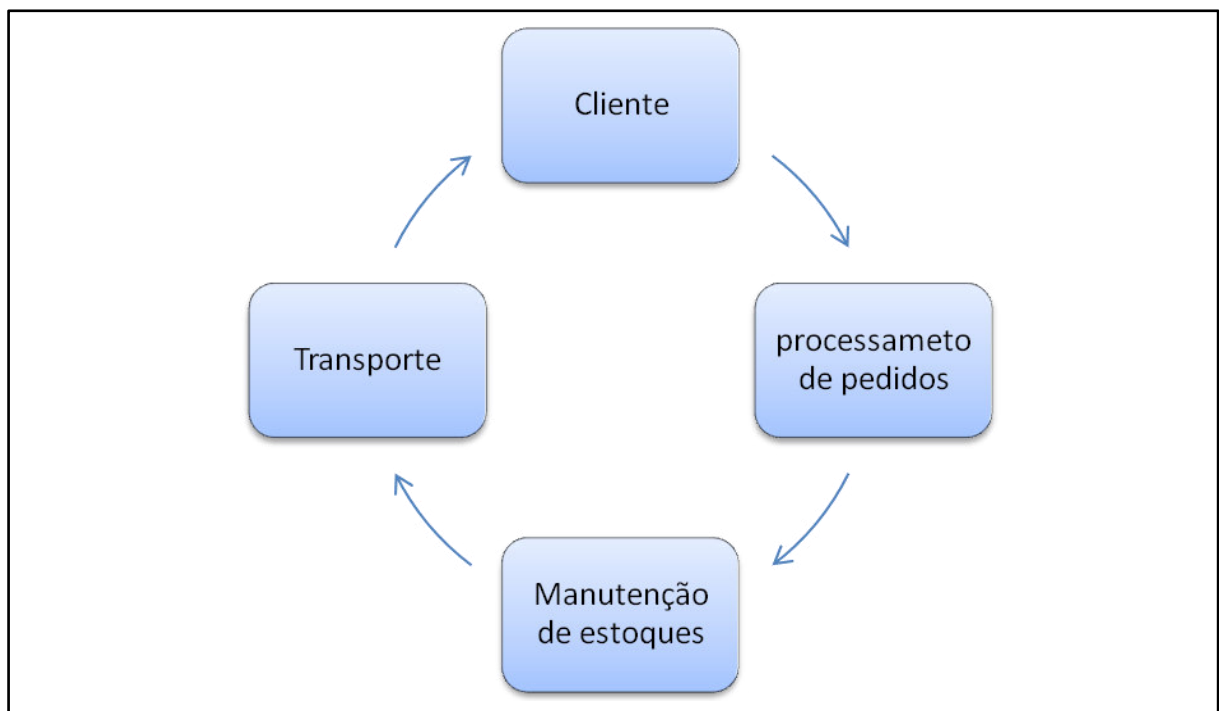 Cliente
processameto
de pedidos
Manutenção
de estoques
Transporte